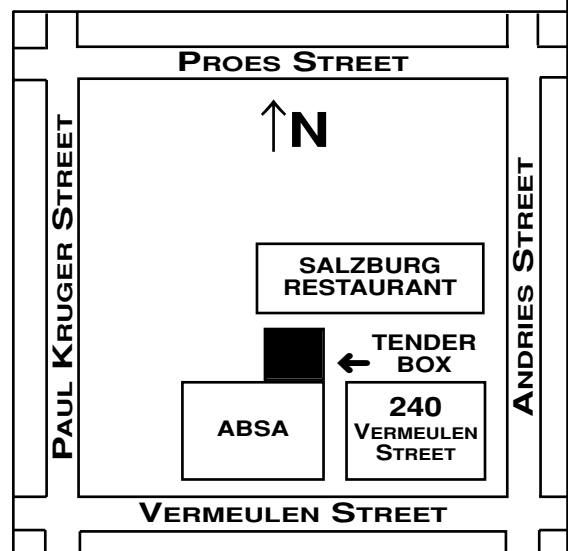 PROES STREET
N
PAUL KRUGER STREET
ANDRIES STREET
SALZBURG
RESTAURANT
TENDER
BOX
ABSA
240
VERMEULEN
STREET
VERMEULEN STREET